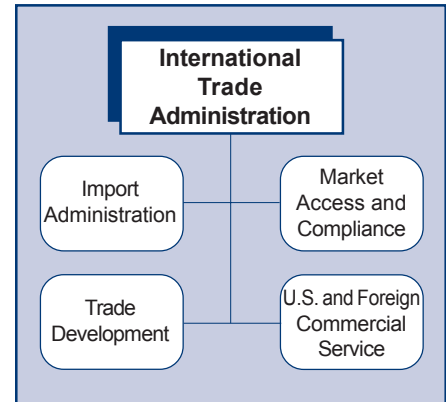 International
Trade
Administration
Import
Administration
Market
Access and
Compliance
Trade
Development
U.S. and Foreign
Commercial
Service